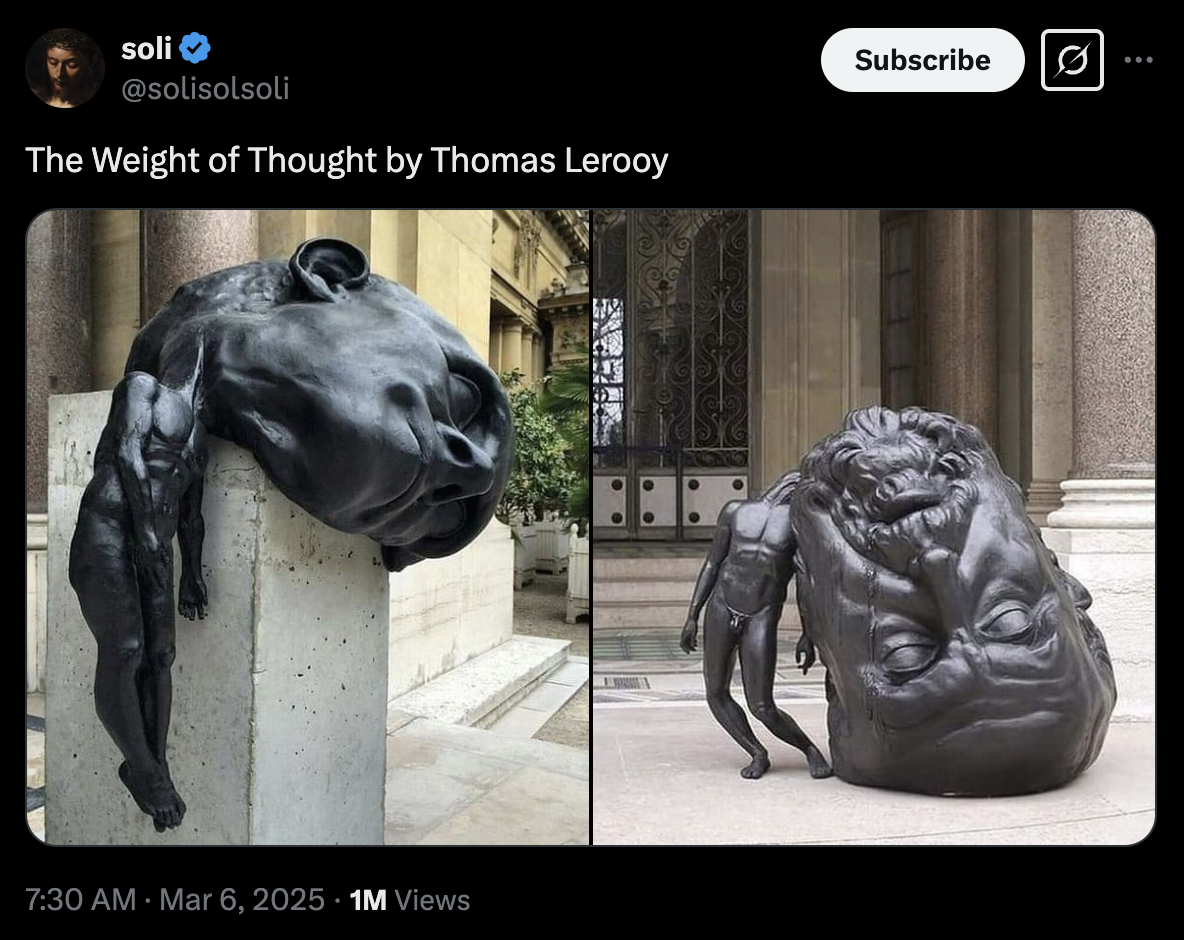 soli
@solisolsoli
Subscribe
The Weight of Thought by Thomas Lerooy
7:30 AM · Mar 6, 2025 · 1M Views